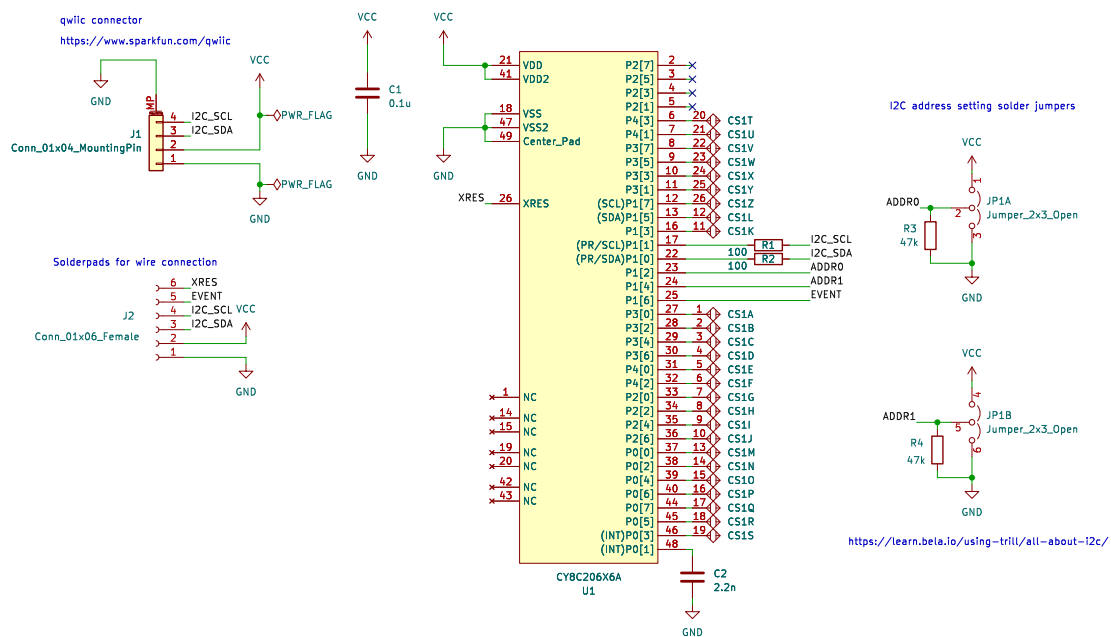 qwiic connector
https://www.sparkfun.com/qwiic
GND
MP
4 I2C_SCL
3 I2C_SDA
2
1
J1
Conn_01x04_MountingPin
VCC
PWR_FLAG
PWR_FLAG
GND
VCC
C1
0.1u
GND
VCC
GND
Solderpads for wire connection
6 XRES
5 EVENT
4 I2C_SCL
3 I2C_SDA
2
1
J2
Conn_01x06_Female
VCC
GND
21 VDD
41 VDD2
18 VSS
47 VSS2
49 Center_Pad
XRES 26 XRES
1 NC
14 NC
15 NC
19 NC
20 NC
42 NC
43 NC
P2[7] 2
P2[5] 3
P2[3] 4
P2[1] 5
P4[3] 6 20 CS1T
P4[1] 7 21 CS1U
P3[7] 8 22 CS1V
P3[5] 9 23 CS1W
P3[3] 10 24 CS1X
P3[1] 11 25 CS1Y
(SCL)P1[7] 12 26 CS1Z
(SDA)P1[5] 13 12 CS1L
P1[3] 16 11 CS1K
(PR/SCL)P1[1] 17 R1 100 I2C_SCL
(PR/SDA)P1[0] 22 R2 100 I2C_SDA
P1[2] 23 ADDR0
P1[4] 24 ADDR1
P1[6] 25 EVENT
P3[0] 27 1 CS1A
P3[2] 28 2 CS1B
P3[4] 29 3 CS1C
P3[6] 30 4 CS1D
P4[0] 31 5 CS1E
P4[2] 32 6 CS1F
P2[0] 33 7 CS1G
P2[2] 34 8 CS1H
P2[4] 35 9 CS1I
P2[6] 36 10 CS1J
P0[0] 37 13 CS1M
P0[2] 38 14 CS1N
P0[4] 39 15 CS1O
P0[6] 40 16 CS1P
P0[7] 44 17 CS1Q
P0[5] 45 18 CS1R
(INT)P0[3] 46 19 CS1S
(INT)P0[1] 48
CY8C206X6A
U1
C2
2.2n
GND
I2C address setting solder jumpers
VCC
1
ADDR0
2
3
JP1A
Jumper_2x3_Open
R3
47k
GND
VCC
4
ADDR1
5
6
JP1B
Jumper_2x3_Open
R4
47k
GND
https://learn.bela.io/using-trill/all-about-i2c/